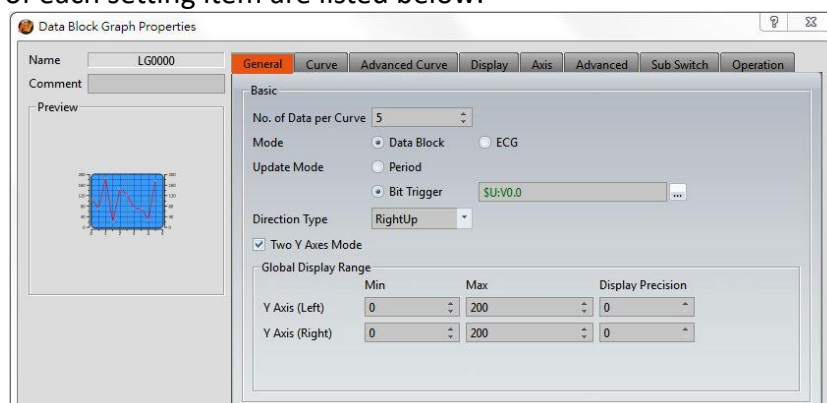 of each setting item are listed below.
Data Block Graph Properties
Name LG0000
Comment
Preview
General Curve Advanced Curve Display Axis Advanced Sub Switch Operation
Basic
No. of Data per Curve 5
Mode Data Block ECG
Update Mode Period
Bit Trigger $U:V0.0 ...
Direction Type RightUp
Two Y Axes Mode
Global Display Range
Min Max Display Precision
Y Axis (Left) 0 200 0
Y Axis (Right) 0 200 0